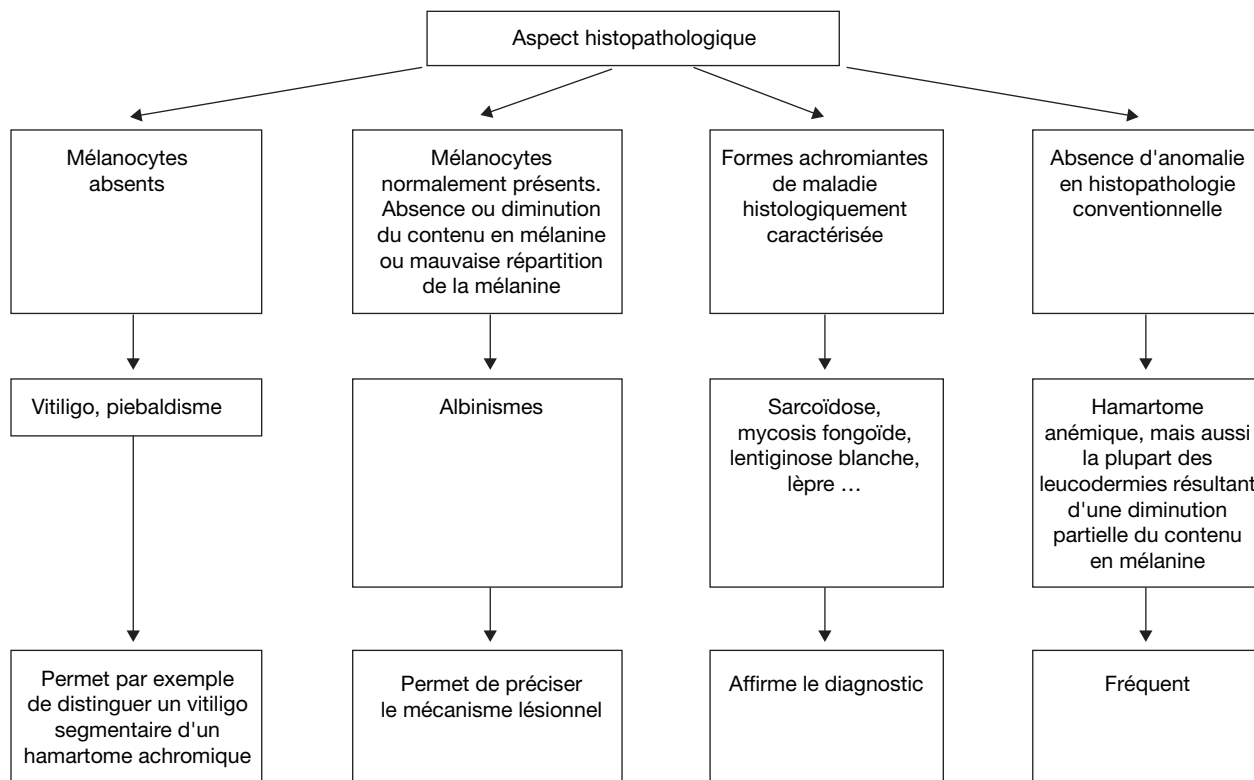 Aspect histopathologique
Mélanocytes
absents
Mélanocytes
normalement présents.
Absence ou diminution
du contenu en mélanine
ou mauvaise répartition
de la mélanine
Formes achromiantes
de maladie
histologiquement
caractérisée
Absence d'anomalie
en histopathologie
conventionnelle
Vitiligo, piebaldisme
Albinismes
Sarcoïdose,
mycosis fongoïde,
lentiginose blanche,
lèpre …
Hamartome
anémique, mais aussi
la plupart des
leucodermies résultant
d'une diminution
partielle du contenu
en mélanine
Permet par exemple
de distinguer un vitiligo
segmentaire d'un
hamartome achromique
Permet de préciser
le mécanisme lésionnel
Affirme le diagnostic
Fréquent